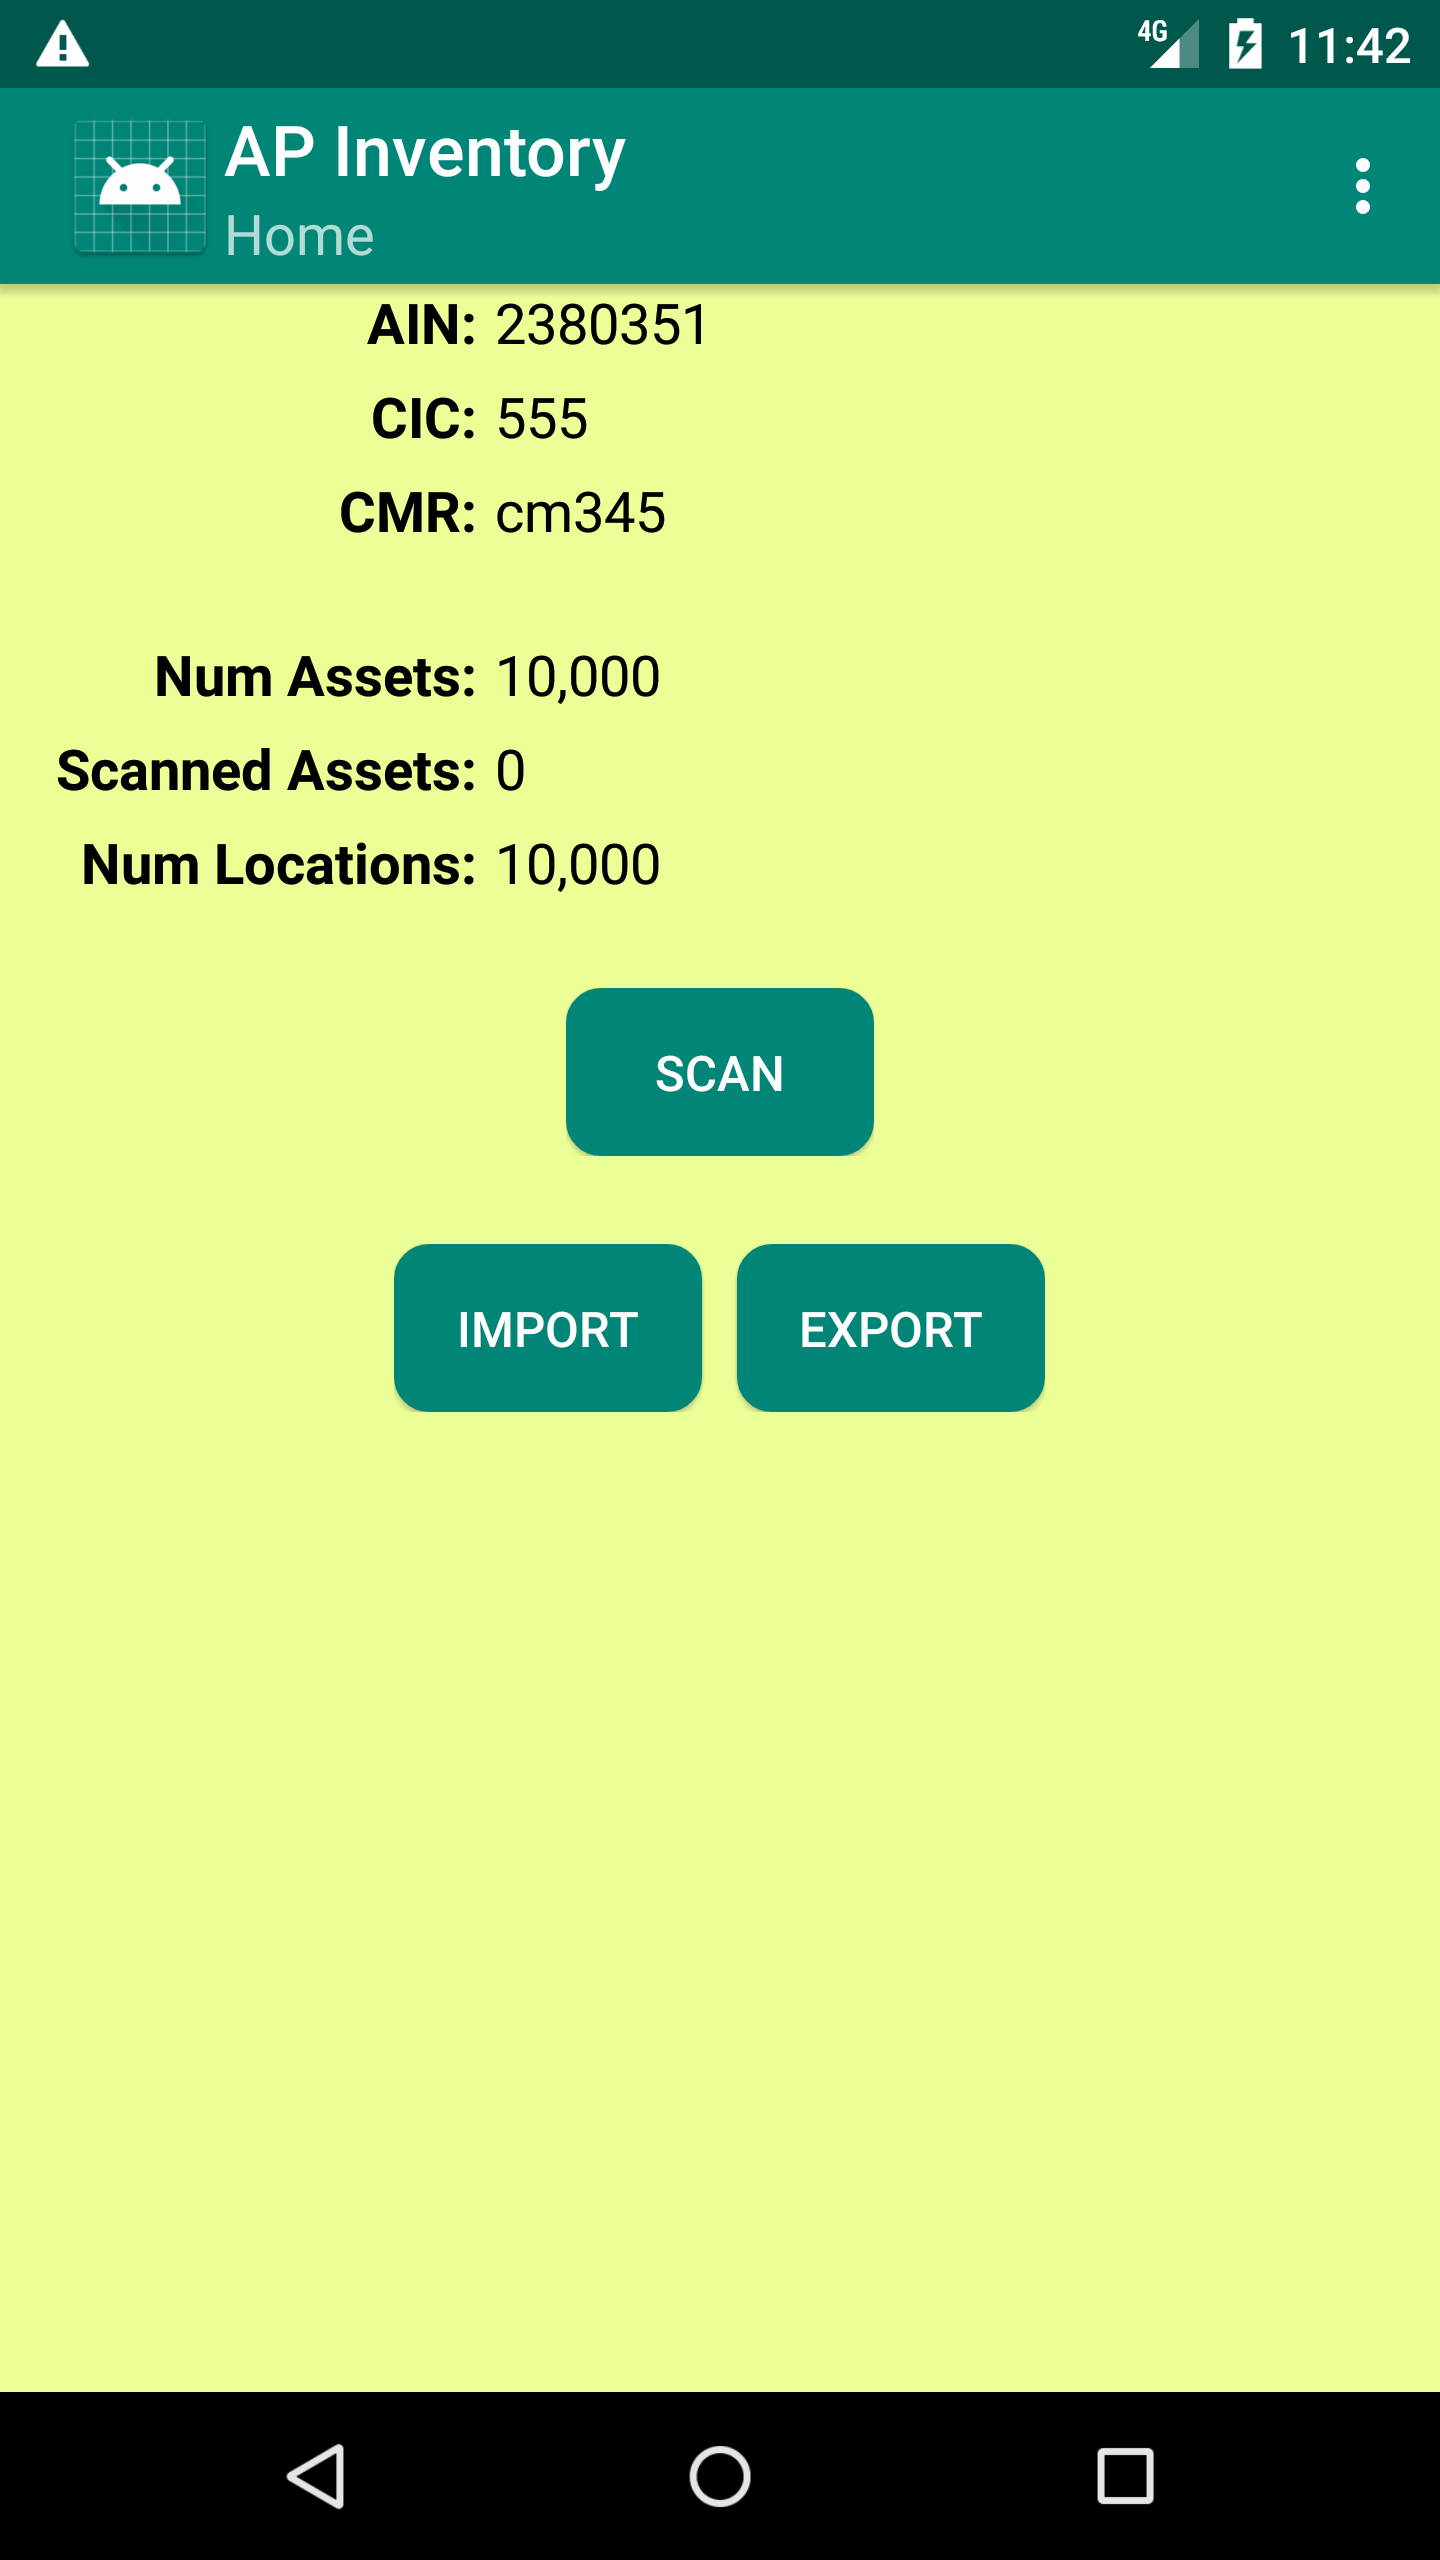 4G 11:42
AP Inventory
Home
AIN: 2380351
CIC: 555
CMR: cm345
Num Assets: 10,000
Scanned Assets: 0
Num Locations: 10,000
SCAN
IMPORT EXPORT